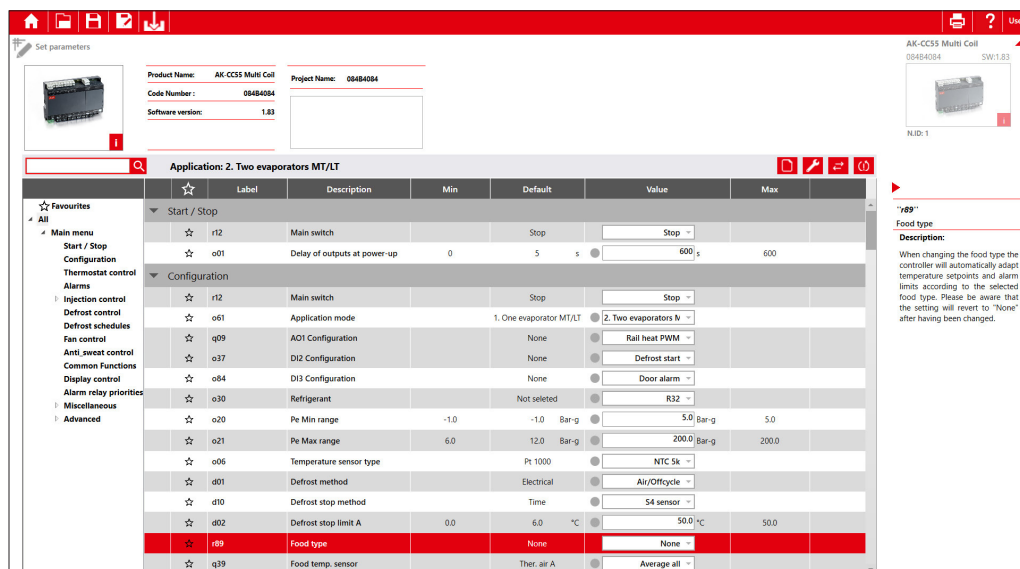 ? Use
Set parameters
AK-CC55 Multi Coil
084B4084 SW:1.83
N.ID: 1
Product Name: AK-CC55 Multi Coil
Code Number : 084B4084
Software version: 1.83
Project Name: 084B4084
i
i
Application: 2. Two evaporators MT/LT
Label Description Min Default Value Max
Favourites
All
Main menu
Start / Stop
Configuration
Thermostat control
Alarms
Injection control
Defrost control
Defrost schedules
Fan control
Anti_sweat control
Common Functions
Display control
Alarm relay priorities
Miscellaneous
Advanced
Start / Stop
r12 Main switch Stop Stop
o01 Delay of outputs at power-up 0 5 s 600 s 600
Configuration
r12 Main switch Stop Stop
o61 Application mode 1. One evaporator MT/LT 2. Two evaporators N
q09 AO1 Configuration None Rail heat PWM
o37 DI2 Configuration None Defrost start
o84 DI3 Configuration None Door alarm
o30 Refrigerant Not seleted R32
o20 Pe Min range -1.0 -1.0 Bar-g 5.0 Bar-g 5.0
o21 Pe Max range 6.0 12.0 Bar-g 200.0 Bar-g 200.0
o06 Temperature sensor type Pt 1000 NTC 5k
d01 Defrost method Electrical Air/Offcycle
d10 Defrost stop method Time S4 sensor
d02 Defrost stop limit A 0.0 6.0 °C 50.0 °C 50.0
r89 Food type None None
q39 Food temp. sensor Ther. air A Average all
"r89"
Food type
Description:
When changing the food type the
controller will automatically adapt
temperature setpoints and alarm
limits according to the selected
food type. Please be aware that
the setting will revert to "None"
after having been changed.